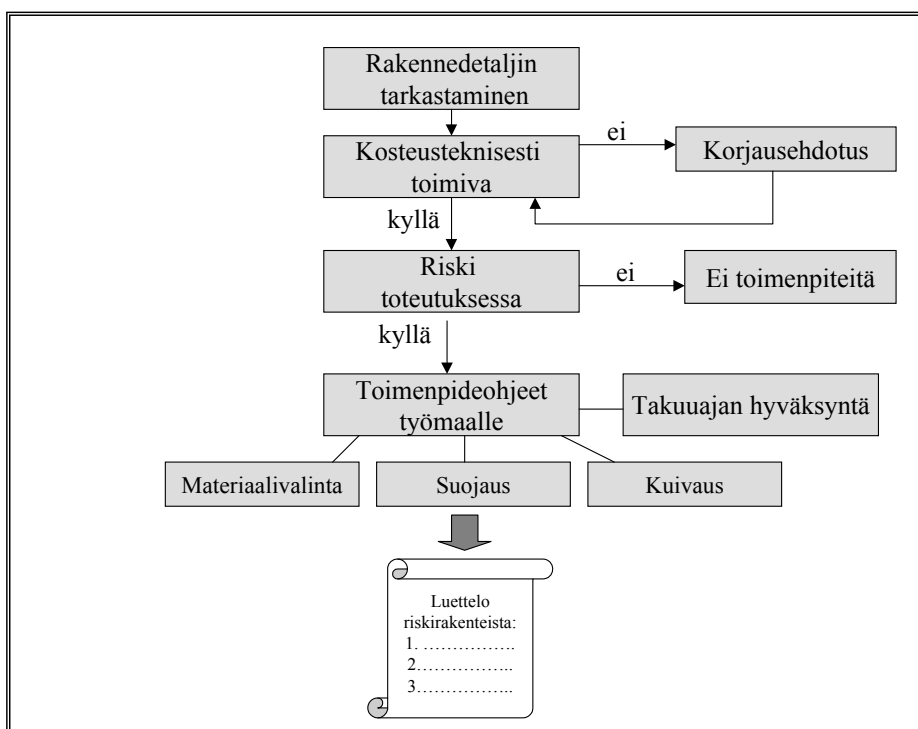 Rakennedetaljin
tarkastaminen
ei
Kosteusteknisesti
toimiva
Korjausehdotus
kyllä
Riski
toteutuksessa
ei
Ei toimenpiteitä
kyllä
Toimenpideohjeet
työmaalle
Takuuajan hyväksyntä
Materiaalivalinta
Suojaus
Kuivaus
Luettelo
riskirakenteista:
1. ……………..
2……………..
3……………..